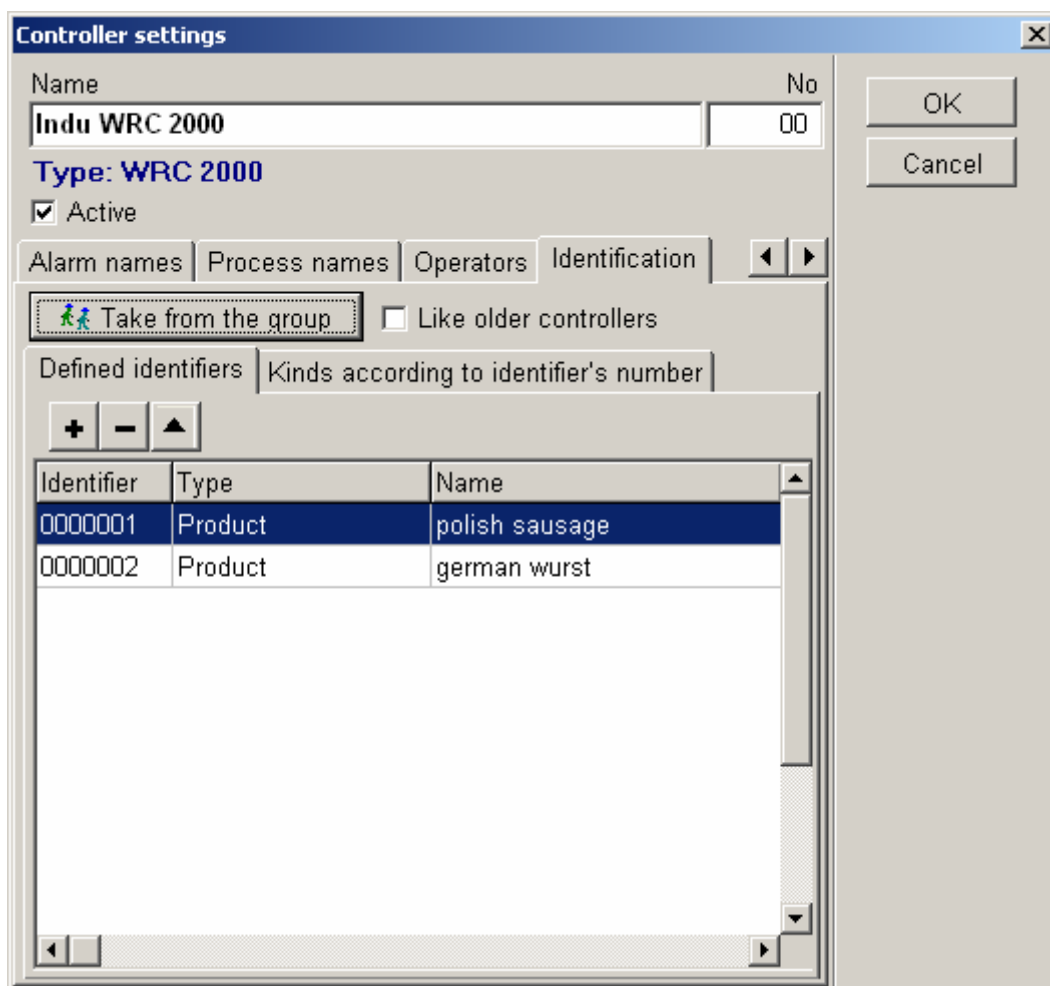 Controller settings
Name No
Indu WRC 2000 00
Type: WRC 2000
Active
Alarm names Process names Operators Identification
Take from the group Like older controllers
Defined identifiers Kinds according to identifier's number
Identifier Type Name
0000001 Product polish sausage
0000002 Product german wurst
OK
Cancel